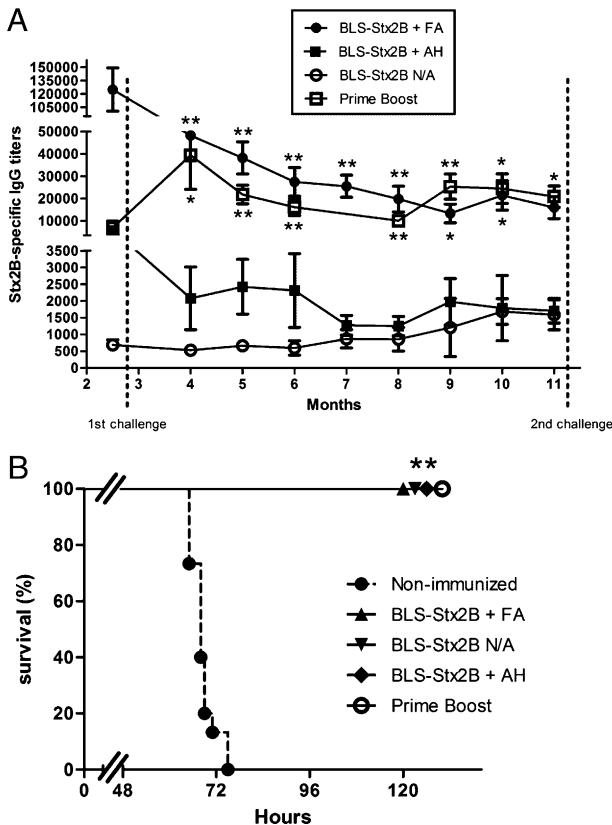 A
BLS-Stx2B + FA
BLS-Stx2B + AH
BLS-Stx2B N/A
Prime Boost
Stx2B-specific IgG titers
150000
135000
120000
105000
50000
40000
30000
20000
10000
3500
3000
2500
2000
1500
1000
500
0
** ** ** ** ** ** * *
* ** ** ** * *
2 3 4 5 6 7 8 9 10 11
Months
1st challenge 2nd challenge
B
**
survival (%)
100
80
60
40
20
0
Non-immunized
BLS-Stx2B + FA
BLS-Stx2B N/A
BLS-Stx2B + AH
Prime Boost
0 48 72 96 120
Hours